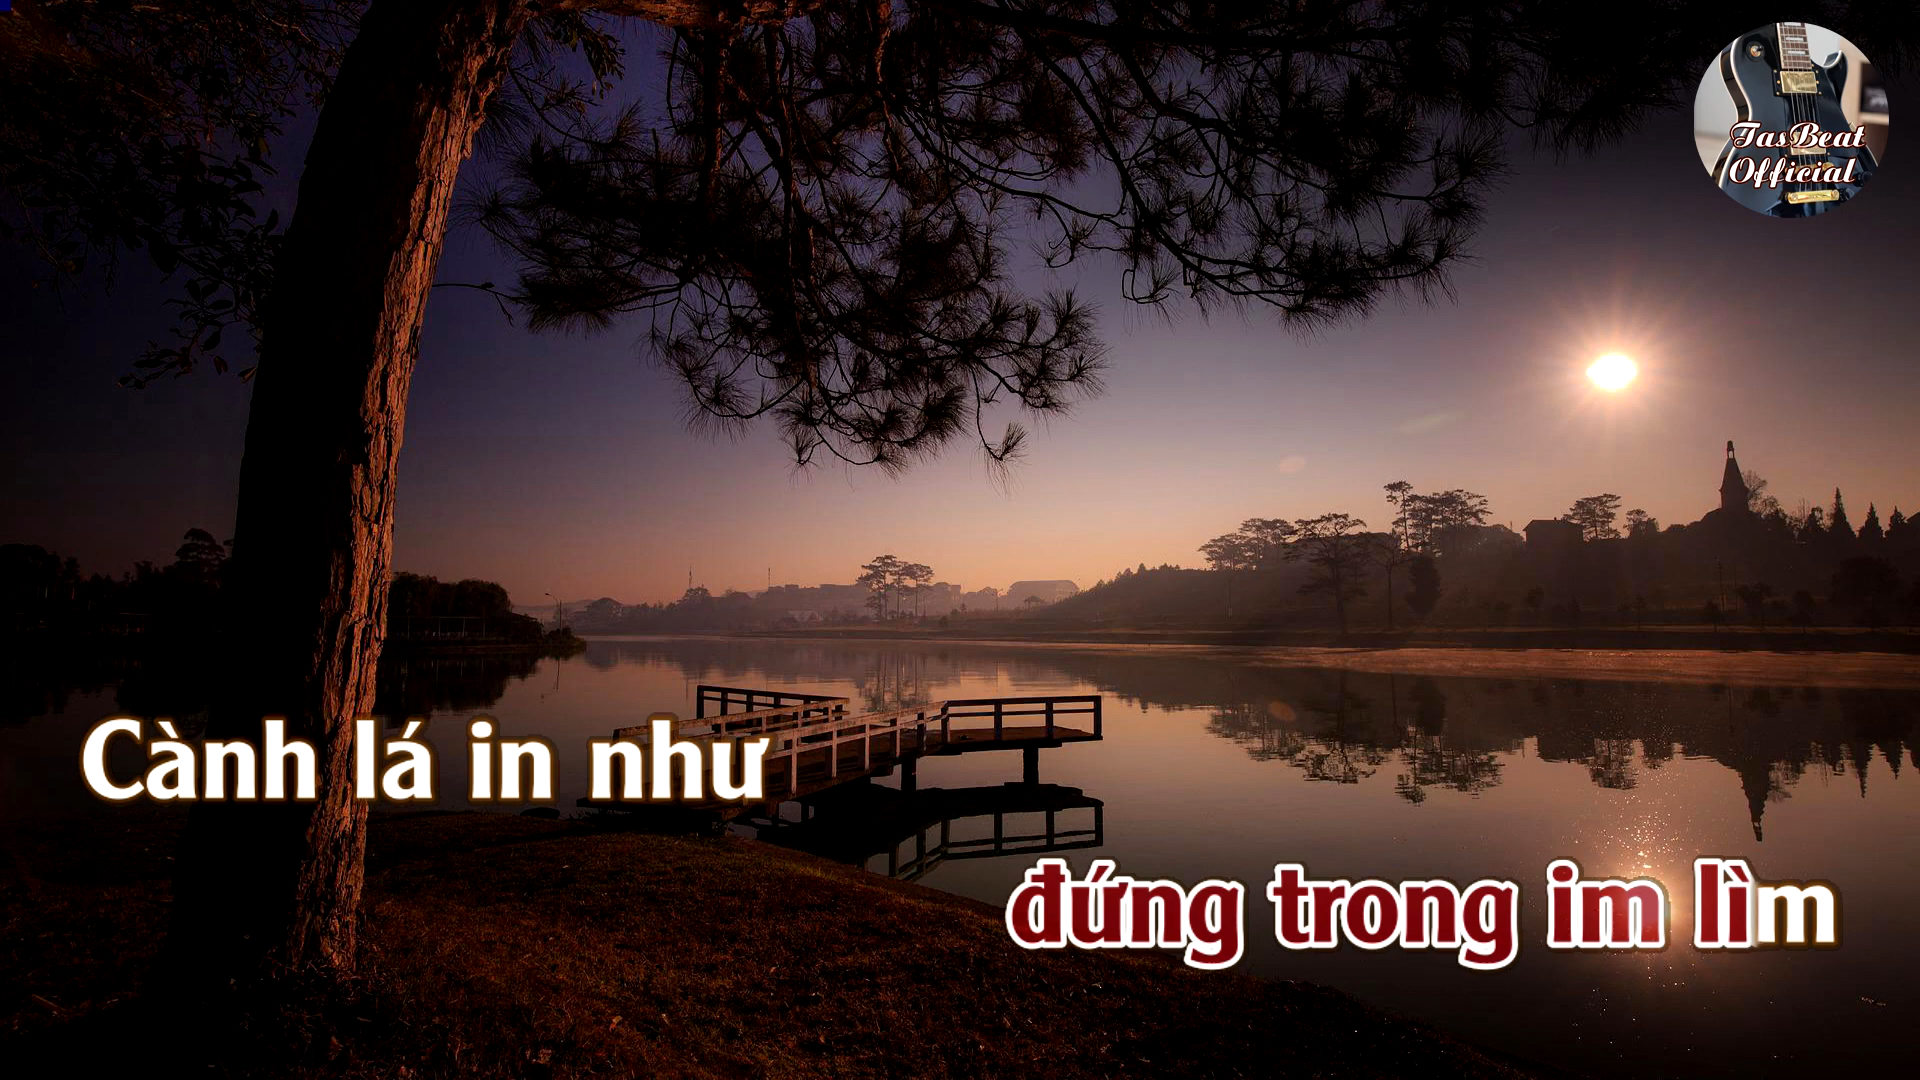 TasBeat
Official
Cành lá in như
đứng trong im lìm